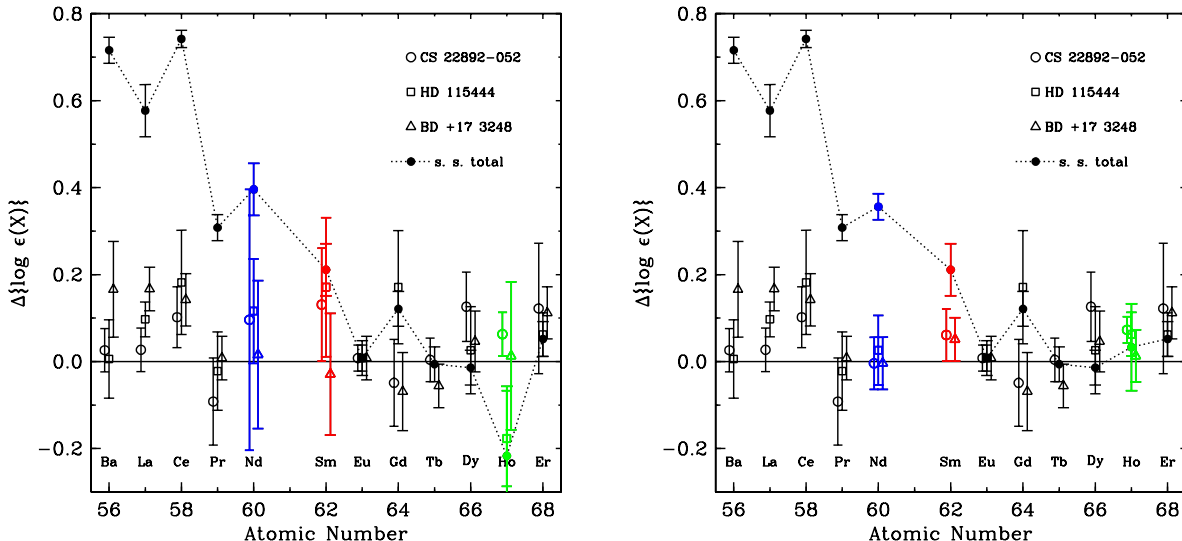 0.8
0.6
0.4
0.2
0.0
−0.2
Δ{log ϵ(X)}
CS 22892−052
HD 115444
BD +17 3248
s. s. total
Ba La Ce Pr Nd Sm Eu Gd Tb Dy Ho Er
56 58 60 62 64 66 68
Atomic Number
0.8
0.6
0.4
0.2
0.0
−0.2
Δ{log ϵ(X)}
CS 22892−052
HD 115444
BD +17 3248
s. s. total
Ba La Ce Pr Nd Sm Eu Gd Tb Dy Ho Er
56 58 60 62 64 66 68
Atomic Number